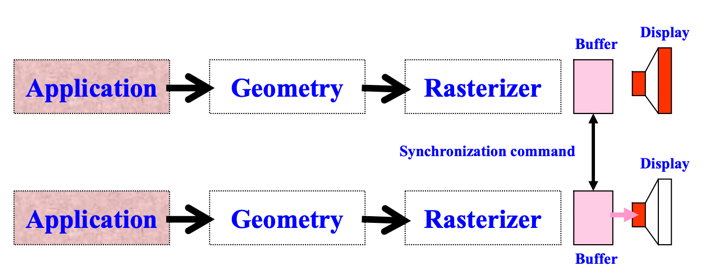 Display
Buffer
Application
Geometry
Rasterizer
Synchronization command
Display
Application
Geometry
Rasterizer
Buffer